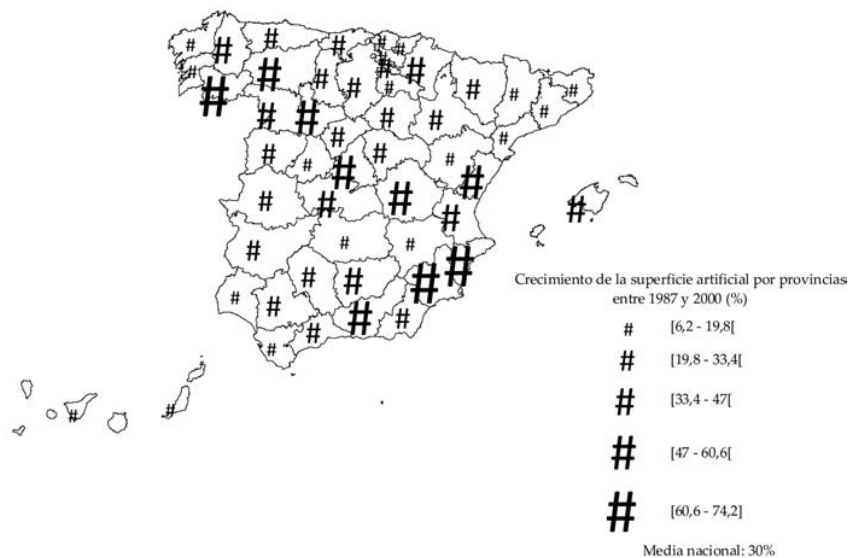 Crecimiento de la superficie artificial por provincias
entre 1987 y 2000 (%)
# [6,2 - 19,8[
# [19,8 - 33,4[
# [33,4 - 47[
# [47 - 60,6[
# [60,6 - 74,2]
Media nacional: 30%